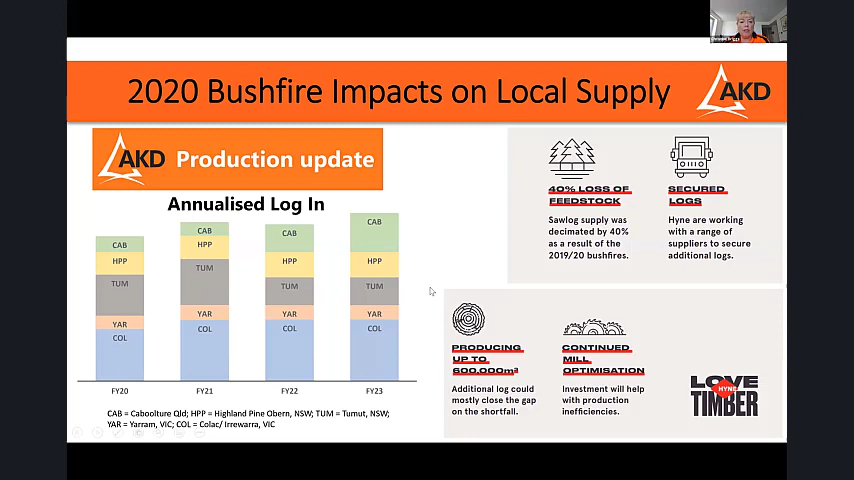 2020 Bushfire Impacts on Local Supply
AKD
AKD Production update
Annualised Log In
CAB
HPP
TUM
YAR
COL
CAB
HPP
TUM
YAR
COL
CAB
HPP
TUM
YAR
COL
CAB
HPP
TUM
YAR
COL
FY20
FY21
FY22
FY23
CAB = Caboolture Qld; HPP = Highland Pine Obern, NSW; TUM = Tumut, NSW;
YAR = Yarram, VIC; COL = Colac/ Irrewarra, VIC
40% LOSS OF
FEEDSTOCK
Sawlog supply was
decimated by 40%
as a result of the
2019/20 bushfires.
SECURED
LOGS
Hyne are working
with a range of
suppliers to secure
additional logs.
PRODUCING
UP TO
600,000m³
Additional log could
mostly close the gap
on the shortfall.
CONTINUED
MILL
OPTIMISATION
Investment will help
with production
inefficiencies.
LOVE
HYNE
TIMBER